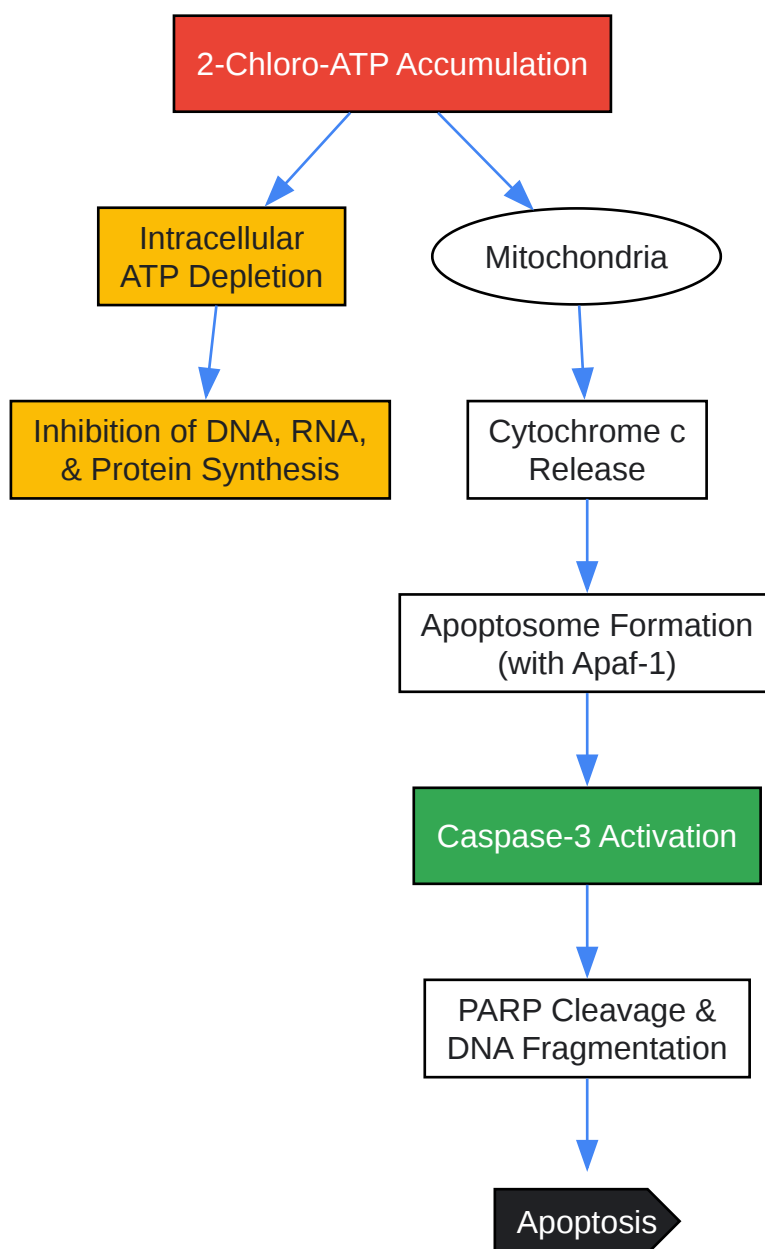 2-Chloro-ATP Accumulation
Intracellular
ATP Depletion
Mitochondria
Inhibition of DNA, RNA,
& Protein Synthesis
Cytochrome c
Release
Apoptosome Formation
(with Apaf-1)
Caspase-3 Activation
PARP Cleavage &
DNA Fragmentation
Apoptosis